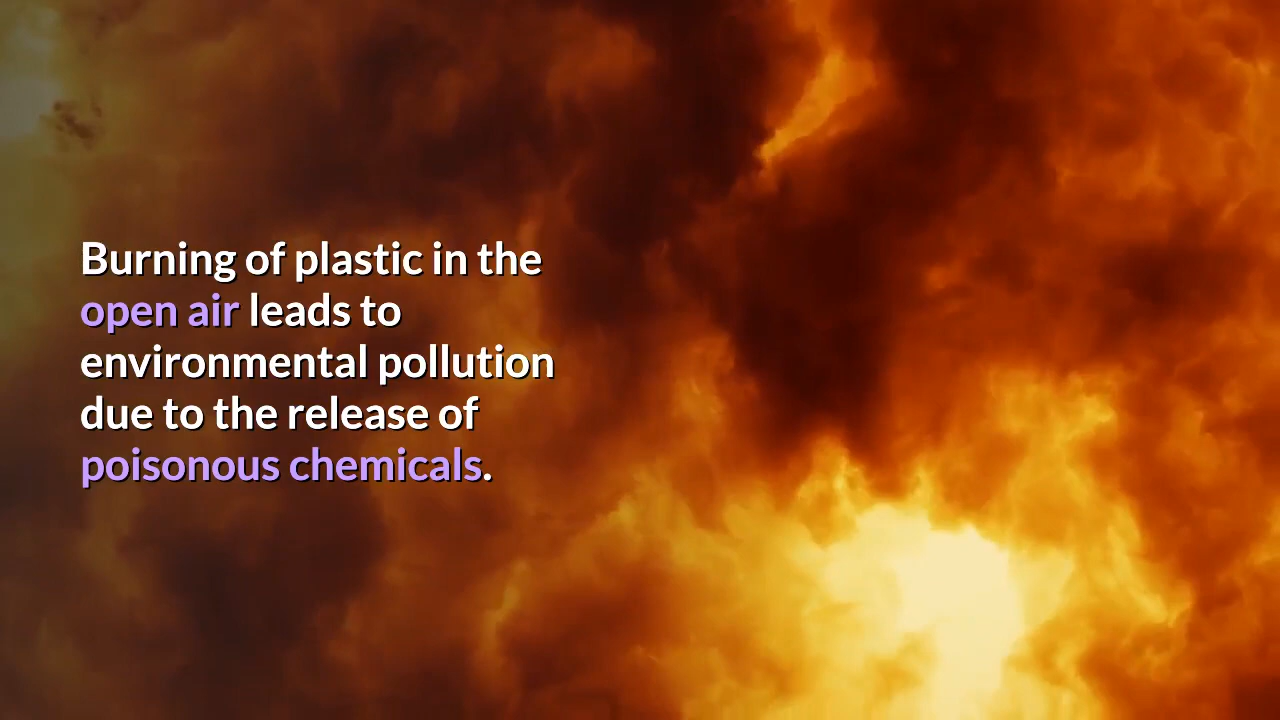 Burning of plastic in the
open air leads to
environmental pollution
due to the release of
poisonous chemicals.